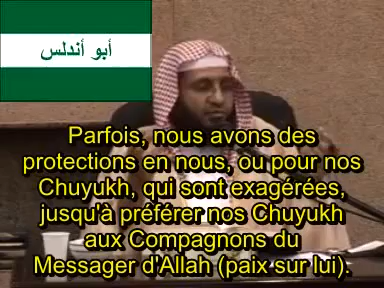 أبو أندلس
Parfois, nous avons des
protections en nous, ou pour nos
Chuyukh, qui sont exagérées,
jusqu'à préférer nos Chuyukh
aux Compagnons du
Messager d'Allah (paix sur lui).